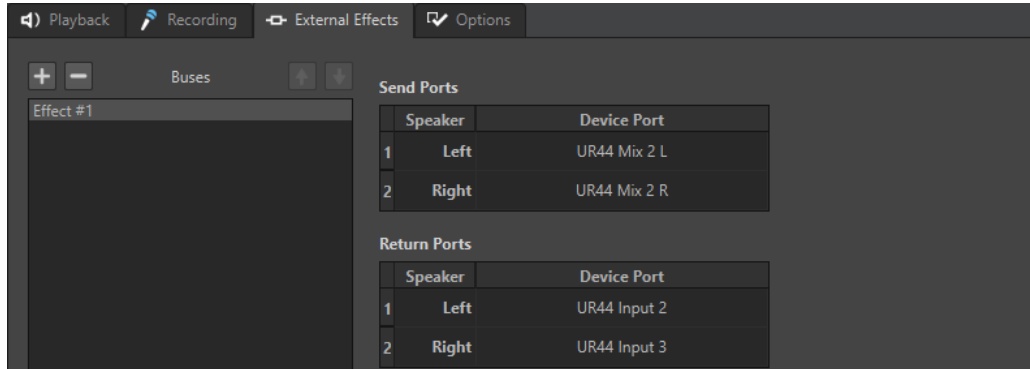 Playback Recording External Effects Options
Buses
Effect #1
Send Ports
Speaker Device Port
1 Left UR44 Mix 2 L
2 Right UR44 Mix 2 R
Return Ports
Speaker Device Port
1 Left UR44 Input 2
2 Right UR44 Input 3